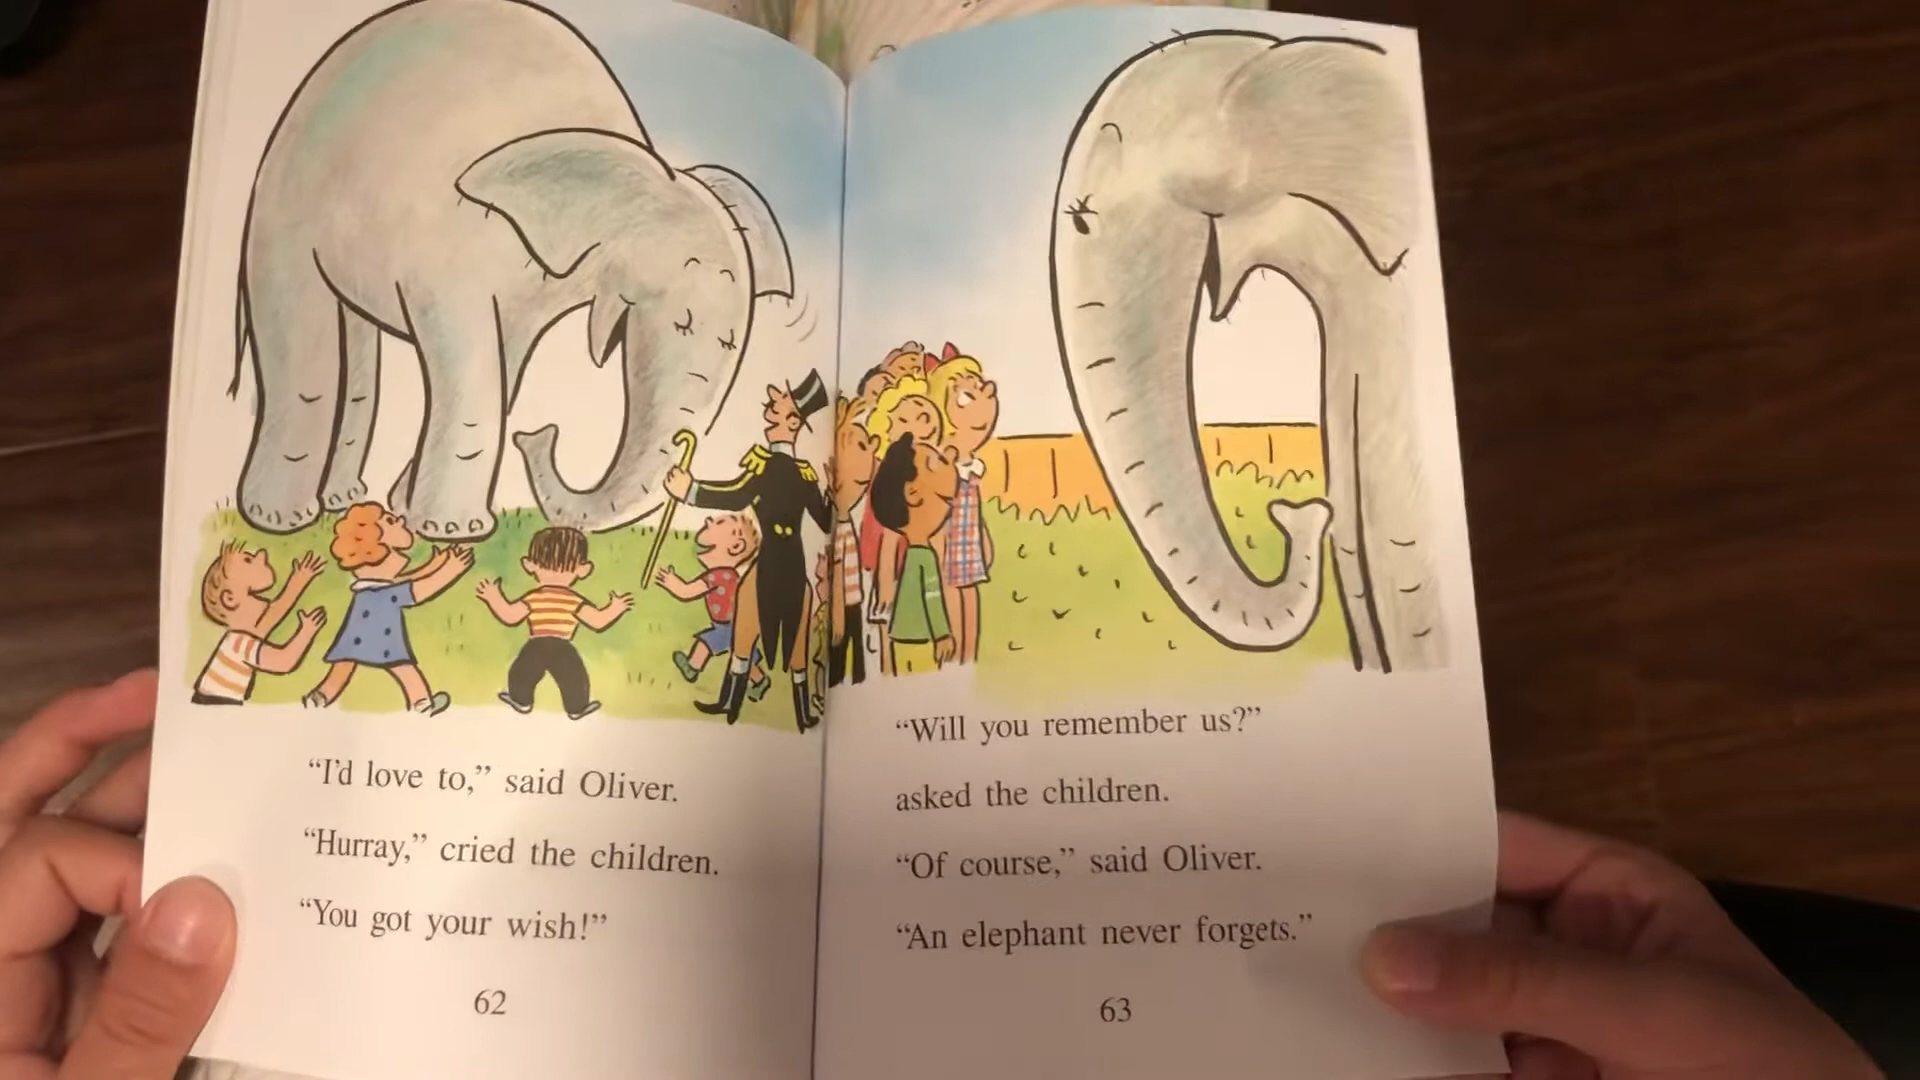 “I’d love to,” said Oliver.
“Hurray,” cried the children.
“You got your wish!”
62
“Will you remember us?”
asked the children.
“Of course,” said Oliver.
“An elephant never forgets.”
63